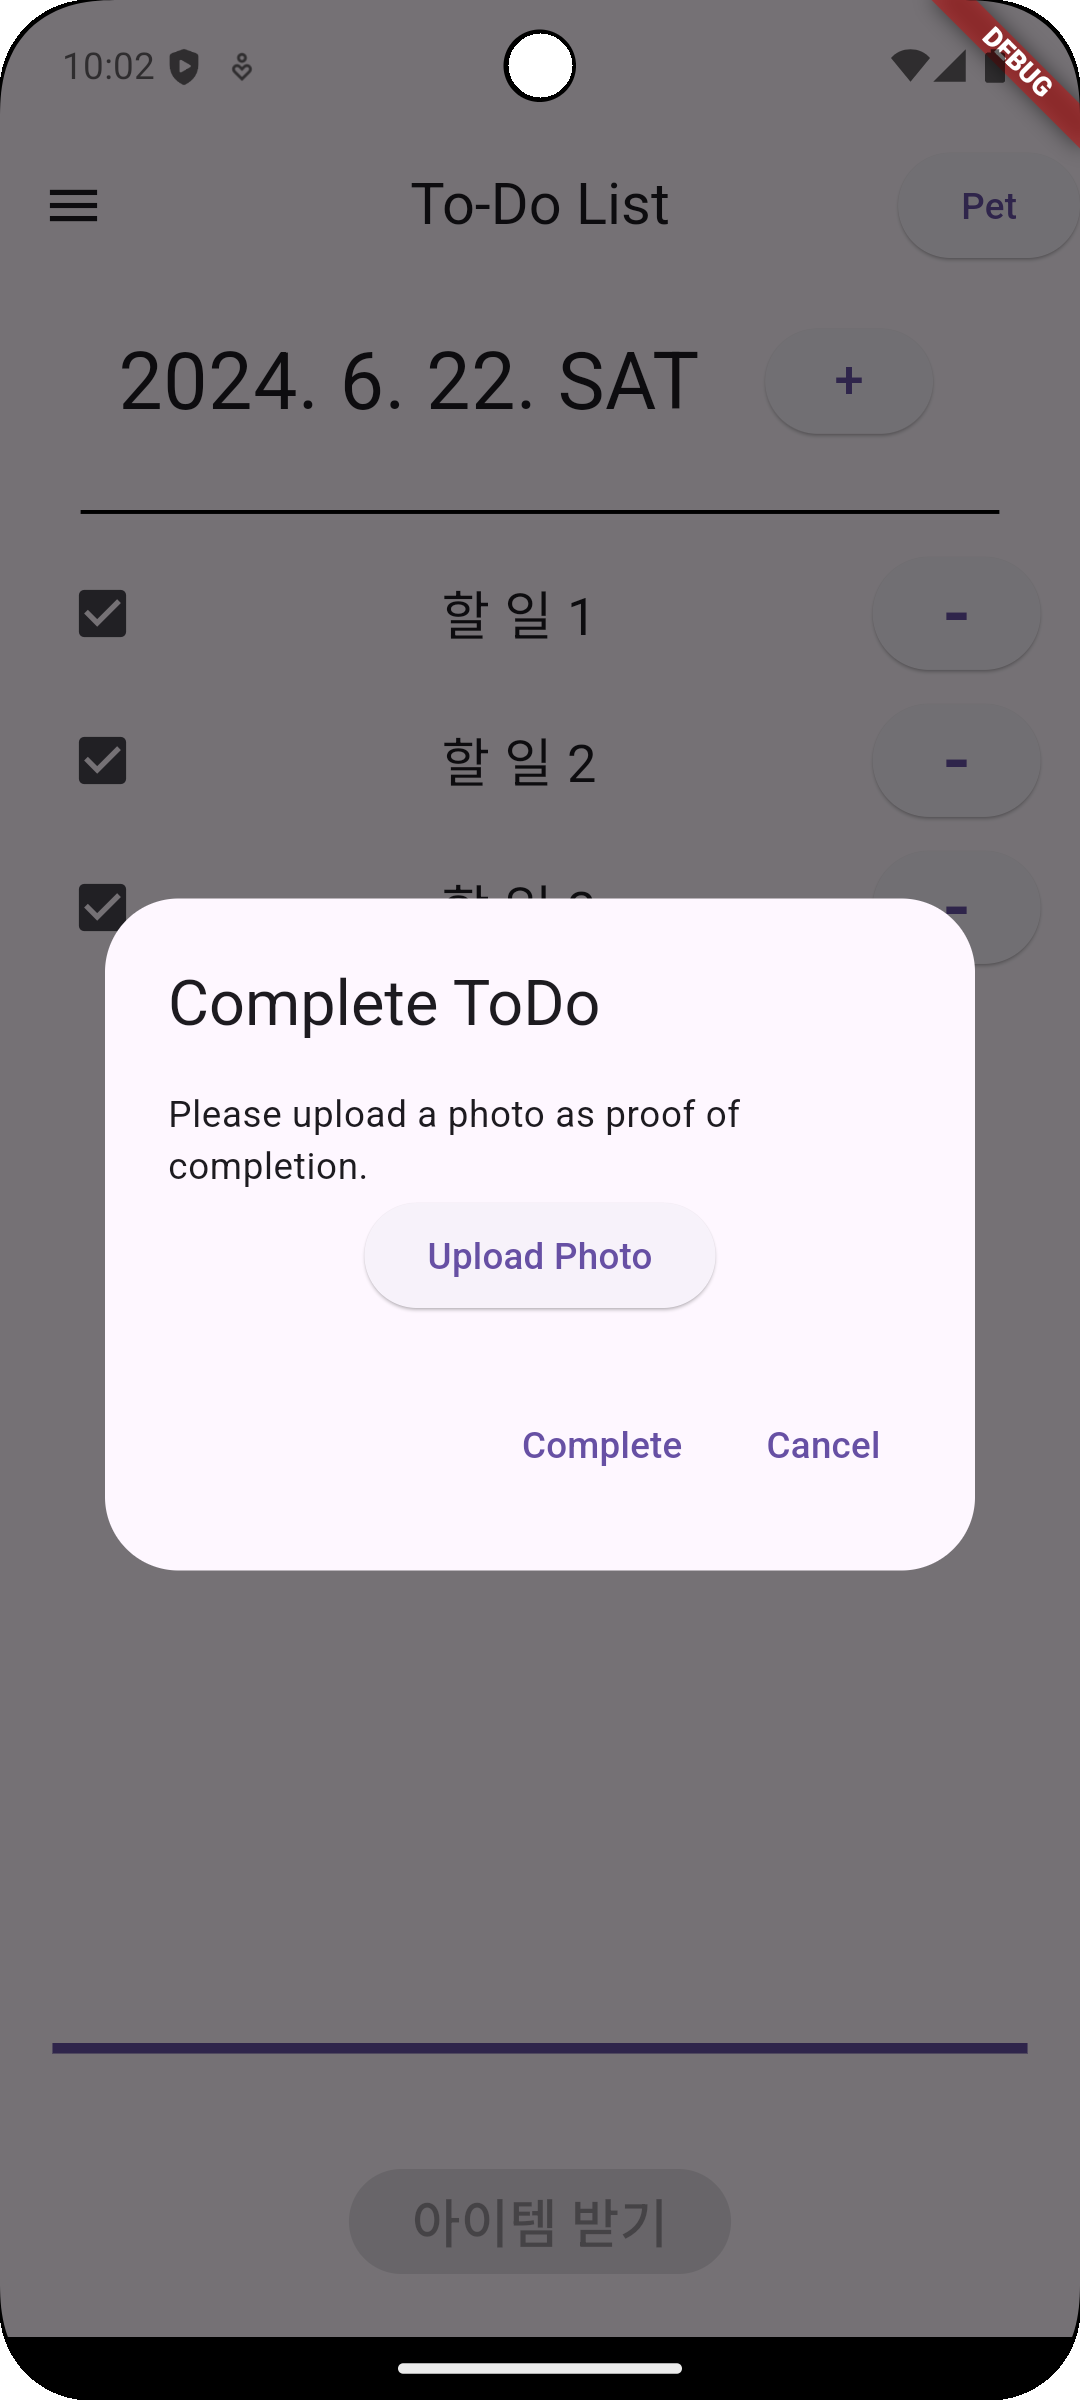 10:02
DEBUG
To-Do List
Pet
2024. 6. 22. SAT
+
할 일 1
-
할 일 2
-
-
Complete ToDo
Please upload a photo as proof of
completion.
Upload Photo
Complete Cancel
아이템 받기